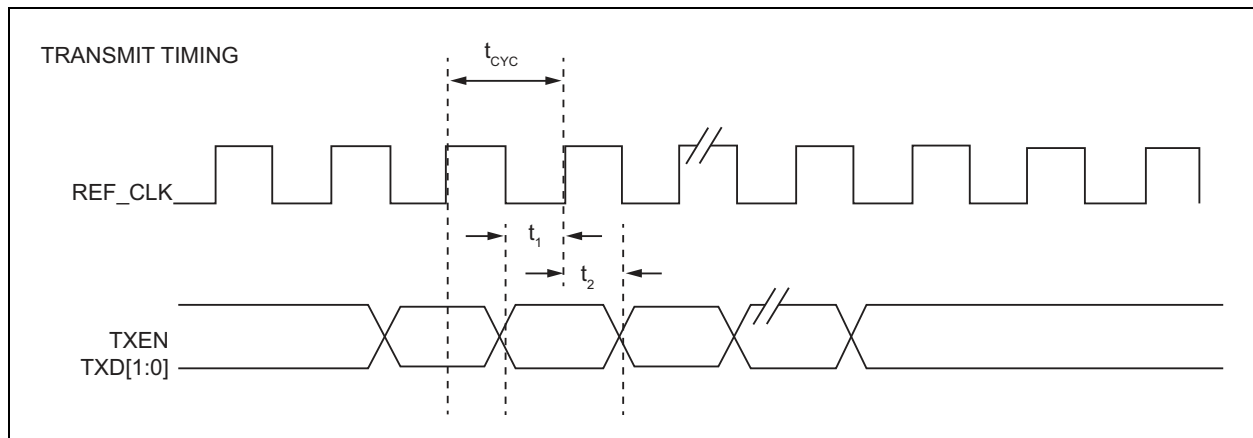 TRANSMIT TIMING
tCYC
REF_CLK
t1
t2
TXEN
TXD[1:0]